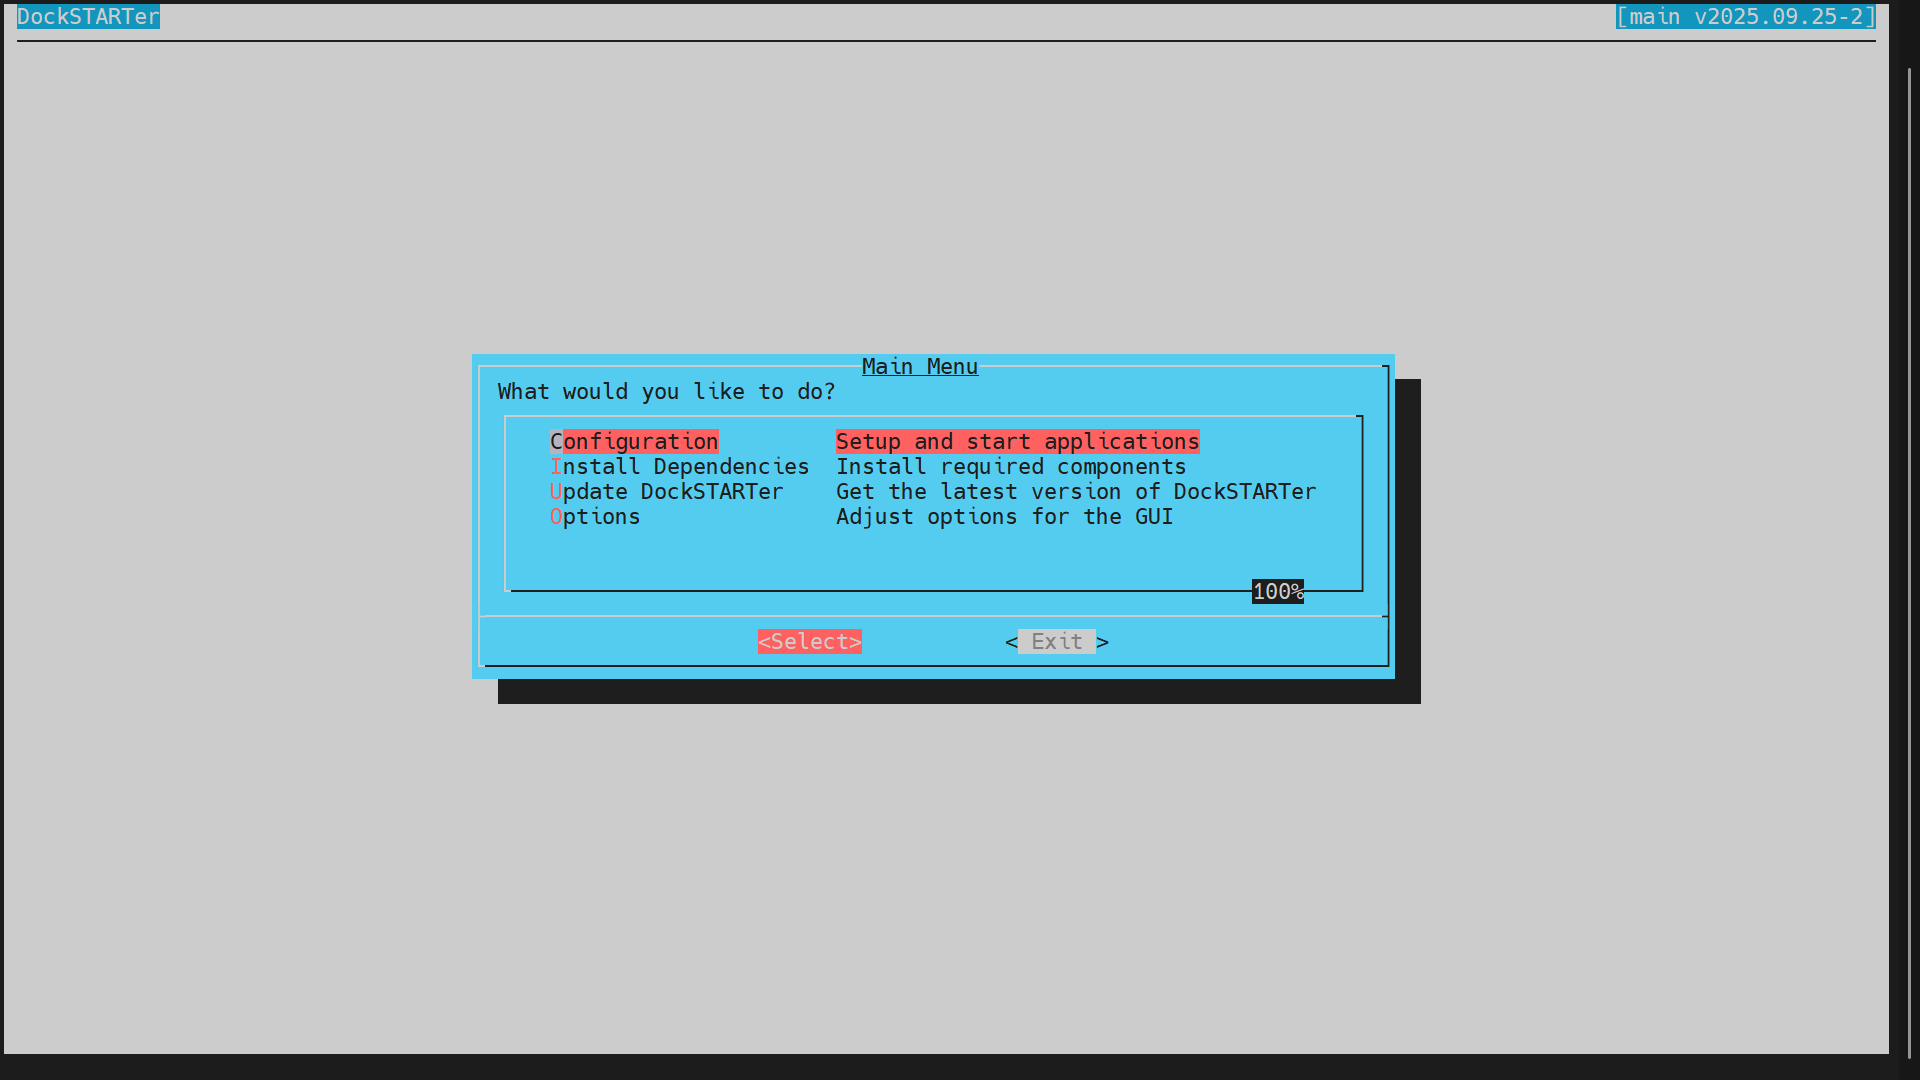 DockSTARTer [main v2025.09.25-2]
Main Menu
What would you like to do?
Configuration Setup and start applications
Install Dependencies Install required components
Update DockSTARTer Get the latest version of DockSTARTer
Options Adjust options for the GUI
100%
<Select> < Exit >